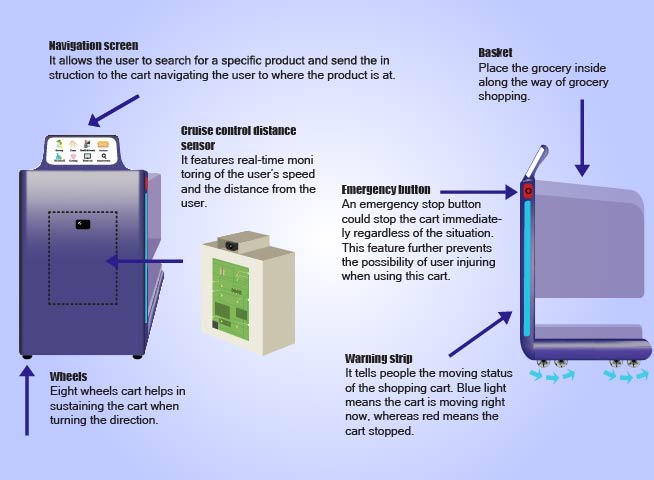 Navigation screen
It allows the user to search for a specific product and send the in
struction to the cart navigating the user to where the product is at.
Basket
Place the grocery inside
along the way of grocery
shopping.
Cruise control distance
sensor
It features real-time moni
toring of the user's speed
and the distance from the
user.
Emergency button
An emergency stop button
could stop the cart immediate-
ly regardless of the situation.
This feature further prevents
the possibility of user injuring
when using this cart.
Wheels
Eight wheels cart helps in
sustaining the cart when
turning the direction.
Warning strip
It tells people the moving status
of the shopping cart. Blue light
means the cart is moving right
now, whereas red means the
cart stopped.